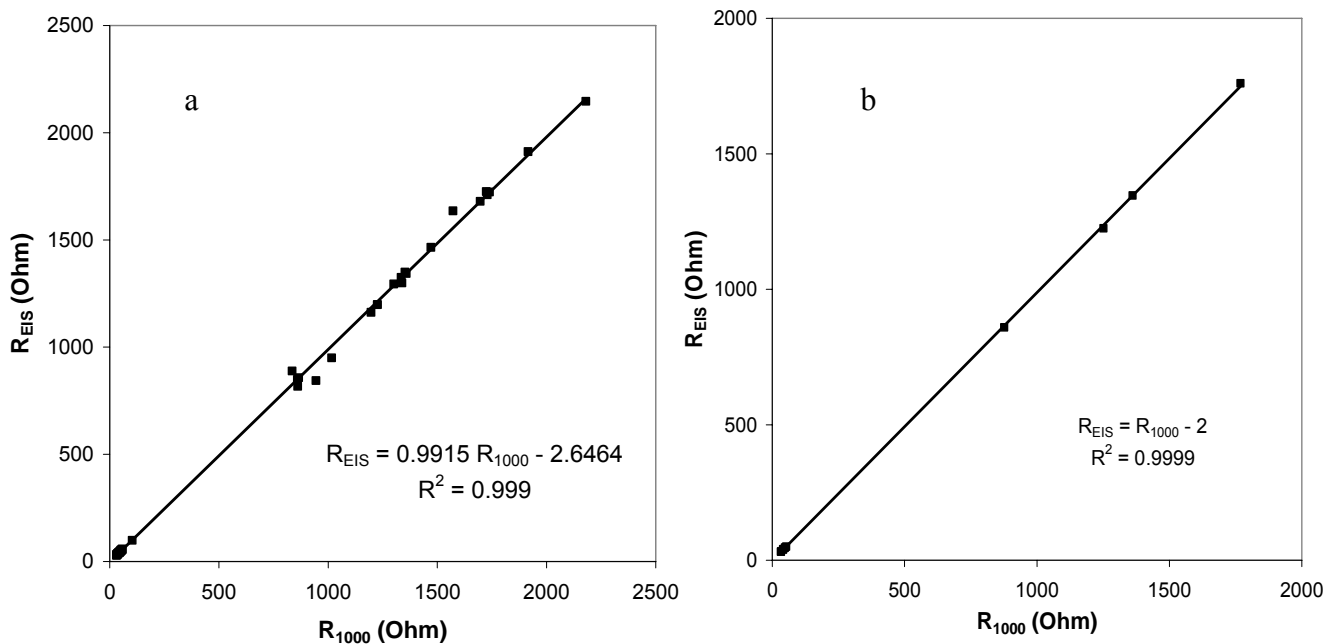 a
2500
2000
1500
1000
500
0
R_EIS (Ohm)
R_EIS = 0.9915 R_1000 - 2.6464
R^2 = 0.999
0 500 1000 1500 2000 2500
R_1000 (Ohm)
b
2000
1500
1000
500
0
R_EIS (Ohm)
R_EIS = R_1000 - 2
R^2 = 0.9999
0 500 1000 1500 2000
R_1000 (Ohm)